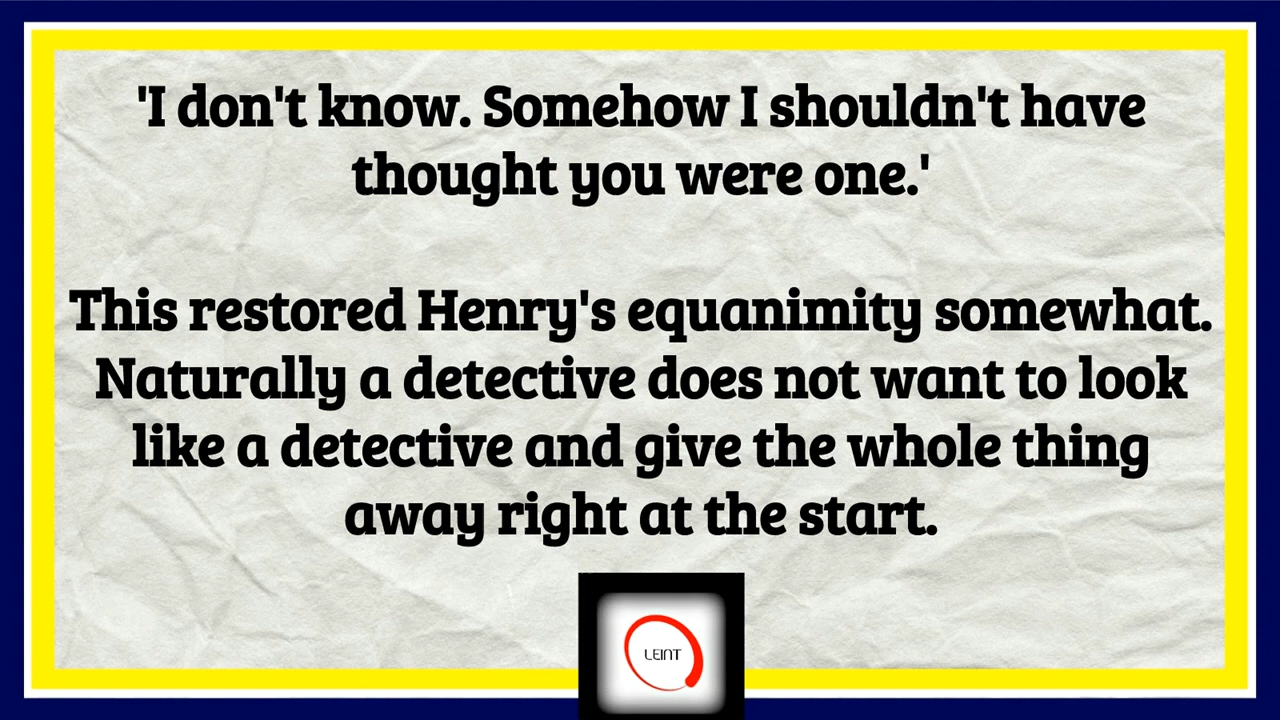 'I don't know. Somehow I shouldn't have
thought you were one.'
This restored Henry's equanimity somewhat.
Naturally a detective does not want to look
like a detective and give the whole thing
away right at the start.
LEINT